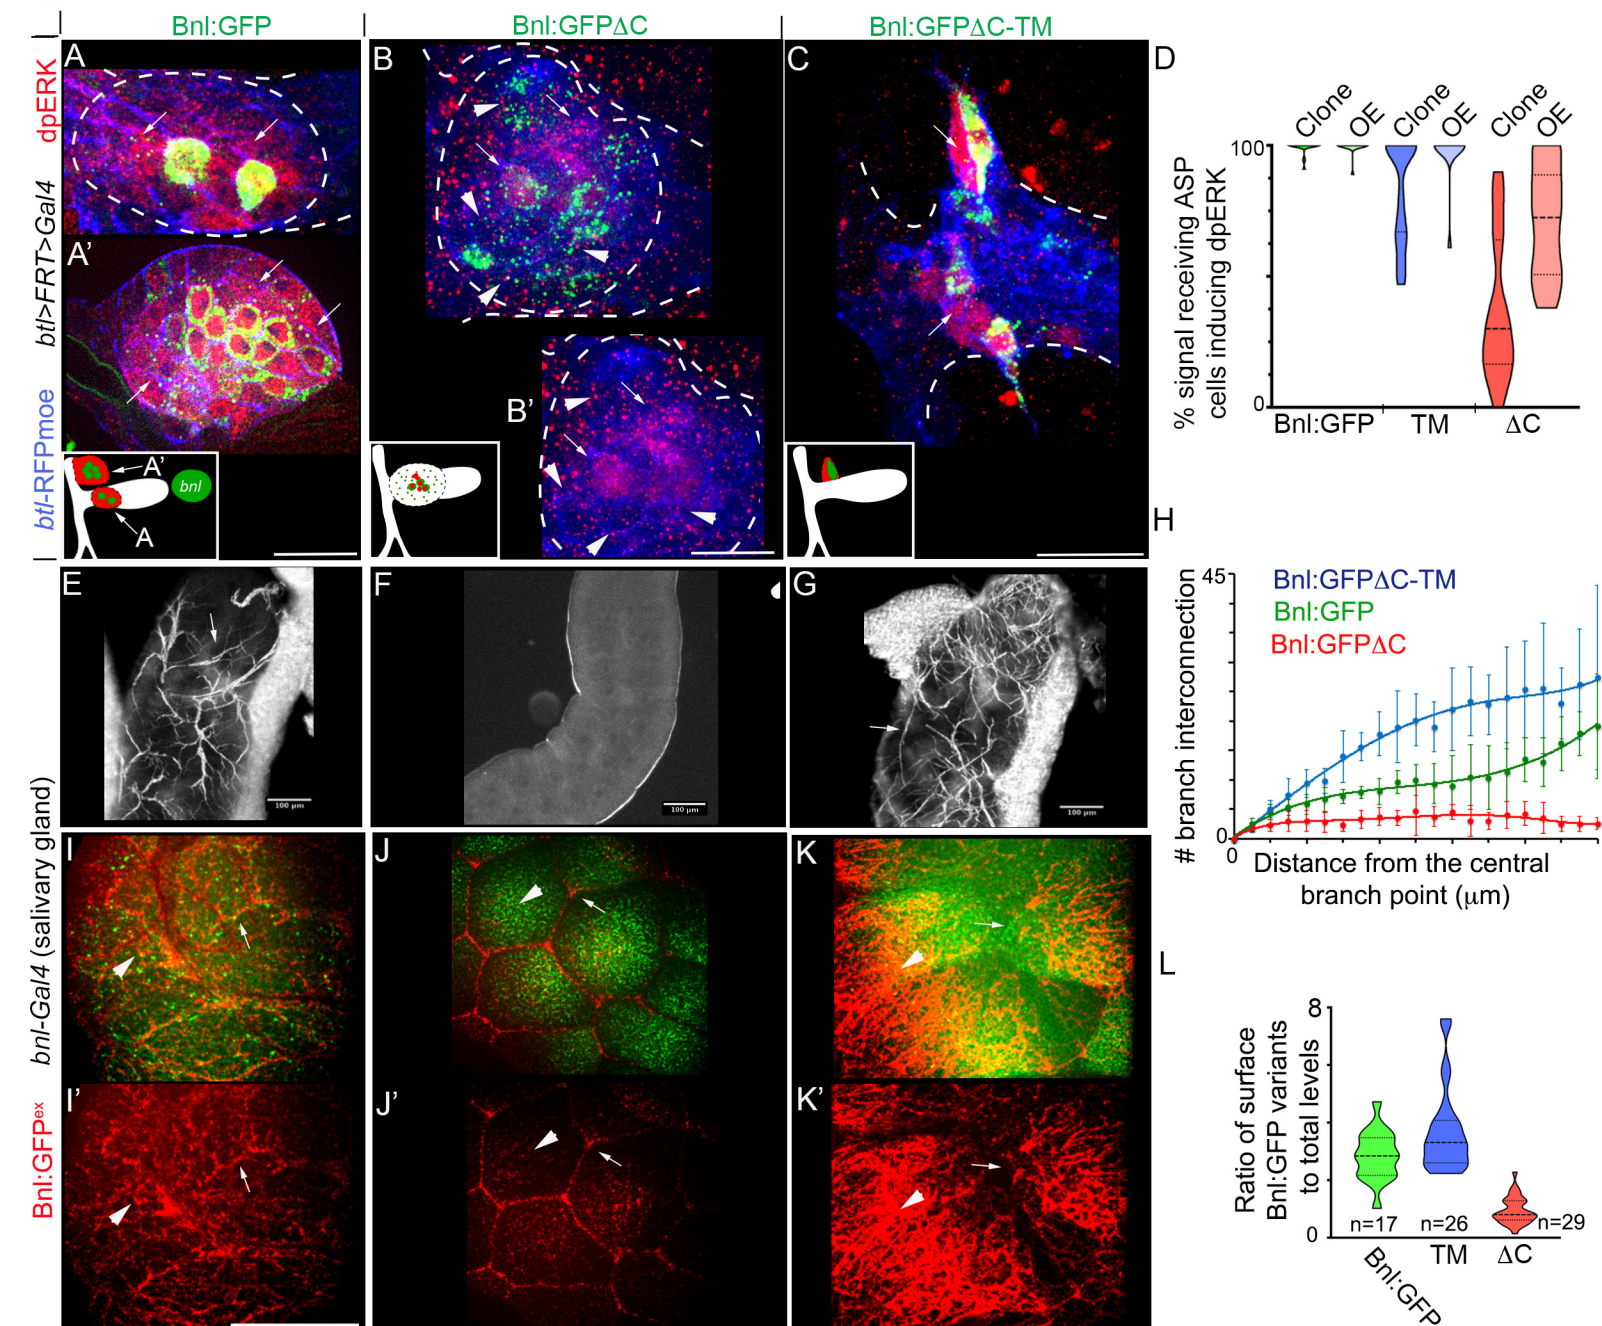 Bnl:GFP
Bnl:GFPΔC
Bnl:GFPΔC-TM
btl-RFPmoe btl>FRT>Gal4 dpERK
A
A'
A'
bnl
A
B
B'
C
D
Clone
OE
Clone
OE
Clone
OE
% signal receiving ASP
cells inducing dpERK
100
0
Bnl:GFP
TM
ΔC
E
100 μm
F
100 μm
G
100 μm
H
# branch interconnection
45
0
0
Bnl:GFPΔC-TM
Bnl:GFP
Bnl:GFPΔC
Distance from the central
branch point (μm)
bnl-Gal4 (salivary gland)
Bnl:GFPex
I
I'
J
J'
K
K'
L
Ratio of surface
Bnl:GFP variants
to total levels
8
0
n=17
n=26
n=29
Bnl:GFP
TM
ΔC